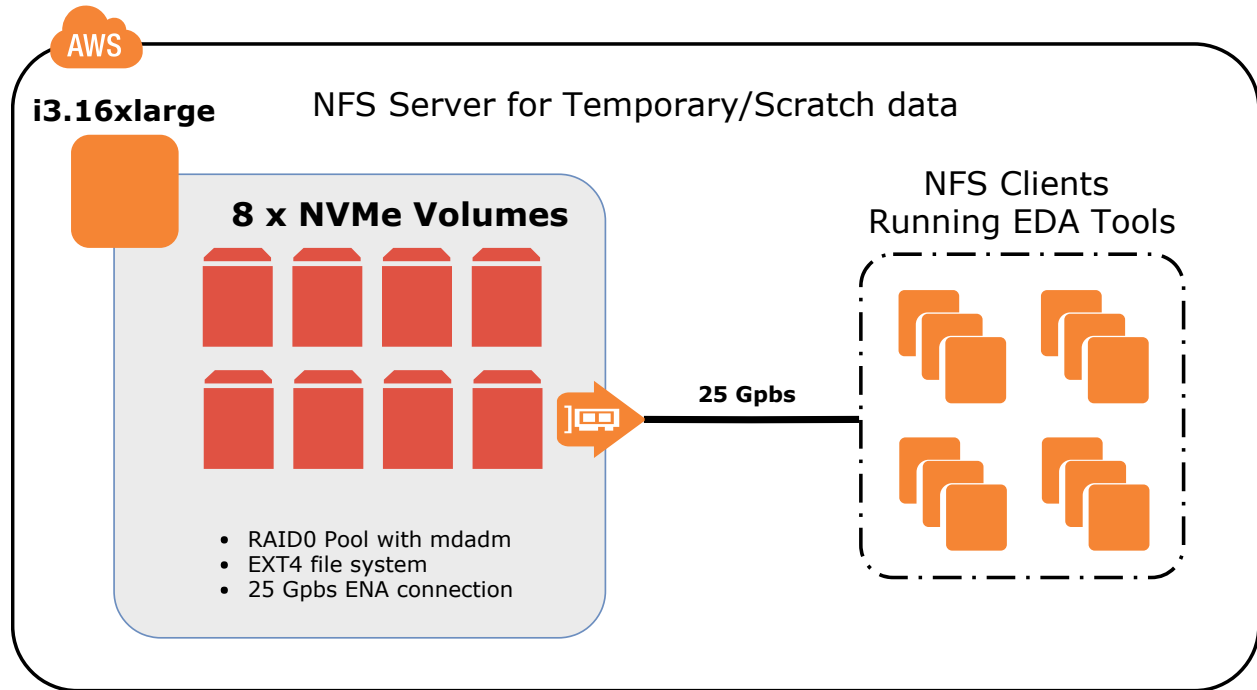 AWS
i3.16xlarge
NFS Server for Temporary/Scratch data
8 x NVMe Volumes
NFS Clients
Running EDA Tools
25 Gpbs
• RAID0 Pool with mdadm
• EXT4 file system
• 25 Gpbs ENA connection